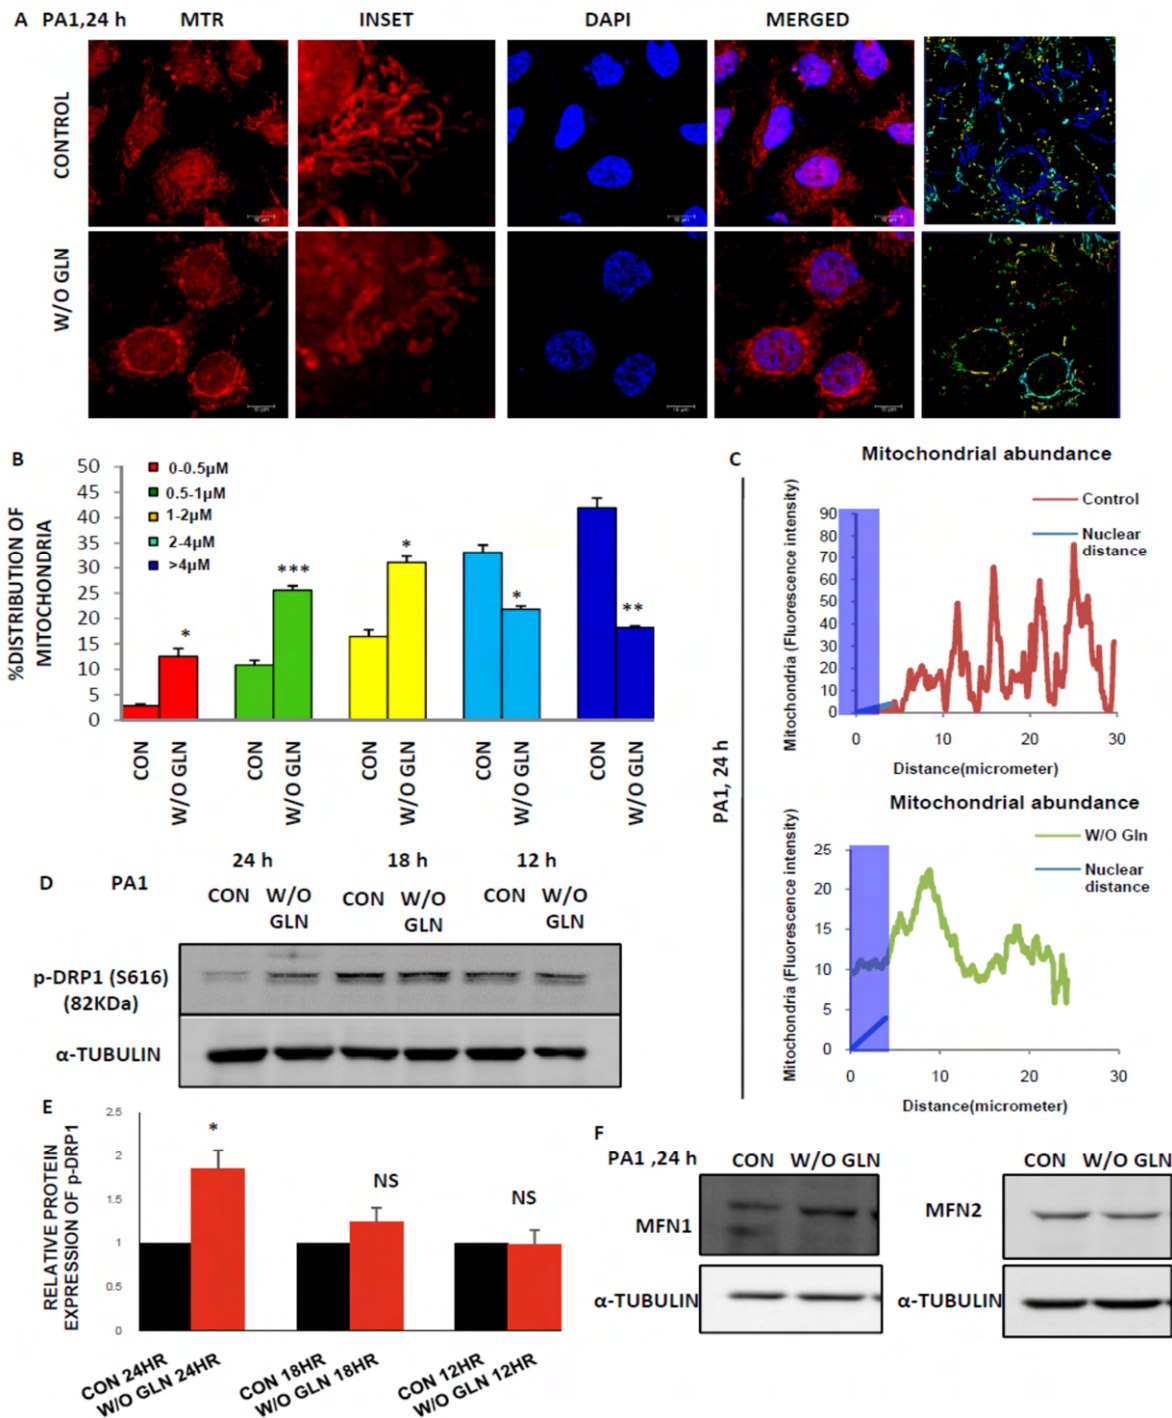 A PA1,24 h MTR INSET DAPI MERGED
CONTROL
W/O GLN
B
%DISTRIBUTION OF
MITOCHONDRIA
50
45
40
35
30
25
20
15
10
5
0
0-0.5µM
0.5-1µM
1-2µM
2-4µM
>4µM
* *** * * **
CON W/O GLN CON W/O GLN CON W/O GLN CON W/O GLN CON W/O GLN
C
PA1, 24 h
Mitochondrial abundance
Control
Nuclear
distance
Mitochondria (Fluorescence intensity)
90
80
70
60
50
40
30
20
10
0
0 10 20 30
Distance(micrometer)
Mitochondrial abundance
W/O Gln
Nuclear
distance
Mitochondria (Fluorescence intensity)
25
20
15
10
5
0
0 10 20 30
Distance(micrometer)
24 h 18 h 12 h
D PA1 CON W/O GLN CON W/O GLN CON W/O GLN
p-DRP1 (S616)
(82KDa)
α-TUBULIN
E
RELATIVE PROTEIN
EXPRESSION OF p-DRP1
2.5
2
1.5
1
0.5
0
* NS NS
CON 24HR
W/O GLN 24HR
CON 18HR
W/O GLN 18HR
CON 12HR
W/O GLN 12HR
F
PA1 ,24 h CON W/O GLN
MFN1
α-TUBULIN
CON W/O GLN
MFN2
α-TUBULIN